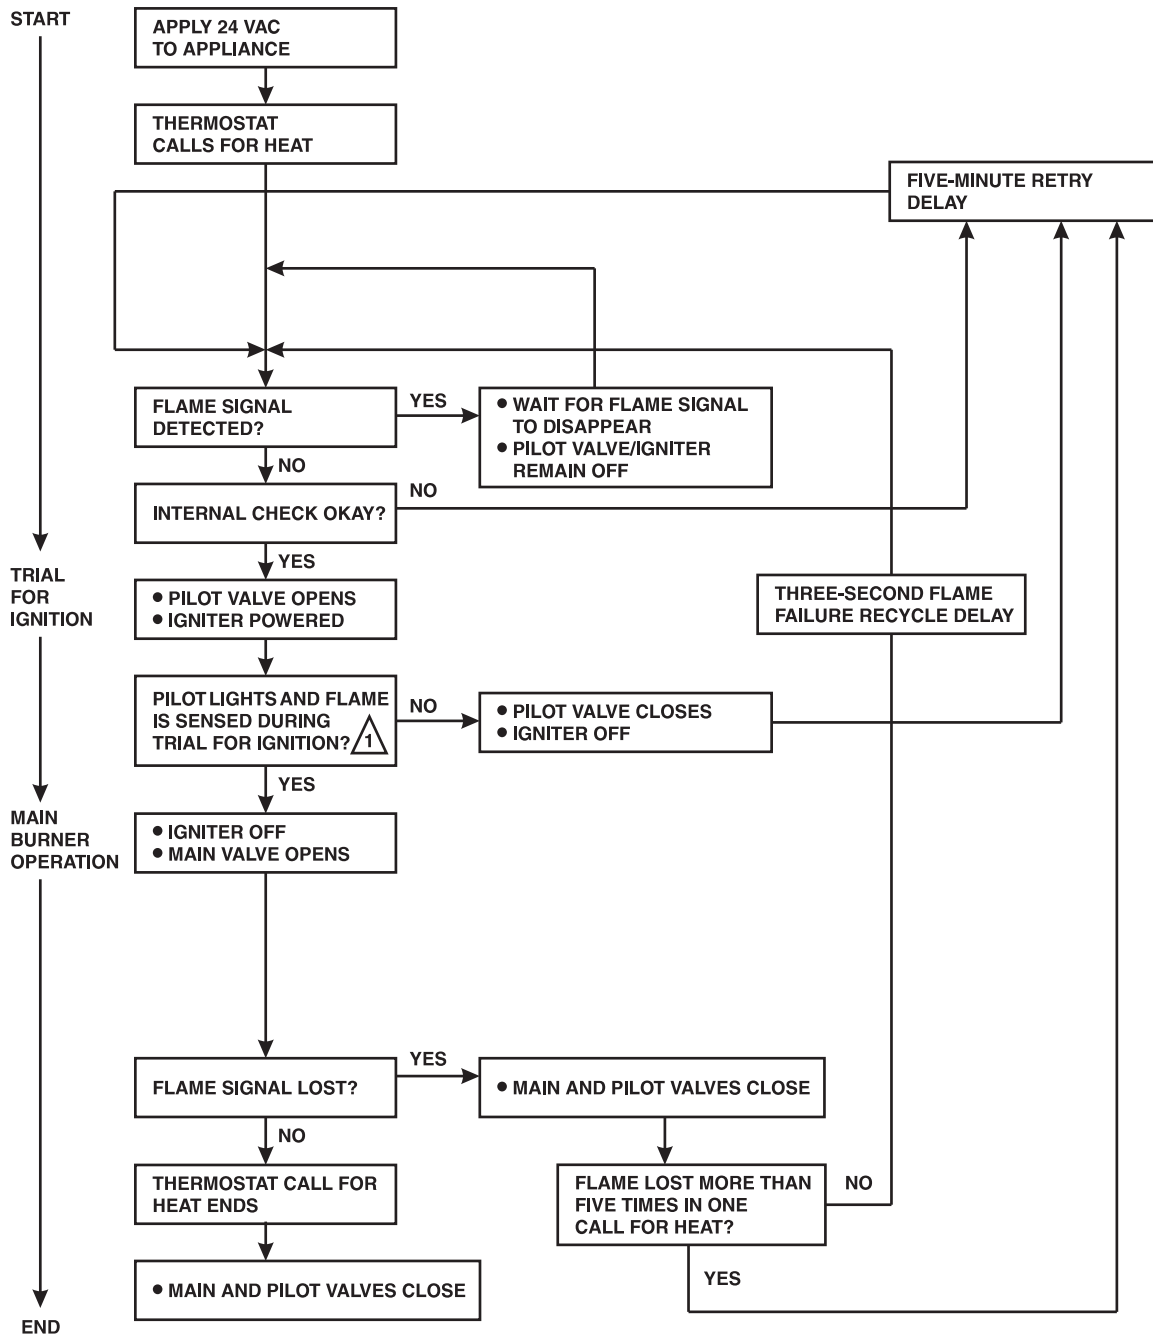 START
APPLY 24 VAC
TO APPLIANCE
THERMOSTAT
CALLS FOR HEAT
FIVE-MINUTE RETRY
DELAY
FLAME SIGNAL
DETECTED?
YES
• WAIT FOR FLAME SIGNAL
TO DISAPPEAR
• PILOT VALVE/IGNITER
REMAIN OFF
NO
INTERNAL CHECK OKAY?
NO
YES
TRIAL
FOR
IGNITION
• PILOT VALVE OPENS
• IGNITER POWERED
THREE-SECOND FLAME
FAILURE RECYCLE DELAY
PILOT LIGHTS AND FLAME
IS SENSED DURING
TRIAL FOR IGNITION? 1
NO
• PILOT VALVE CLOSES
• IGNITER OFF
YES
MAIN
BURNER
OPERATION
• IGNITER OFF
• MAIN VALVE OPENS
FLAME SIGNAL LOST?
YES
• MAIN AND PILOT VALVES CLOSE
NO
THERMOSTAT CALL FOR
HEAT ENDS
FLAME LOST MORE THAN
FIVE TIMES IN ONE
CALL FOR HEAT?
NO
YES
• MAIN AND PILOT VALVES CLOSE
END